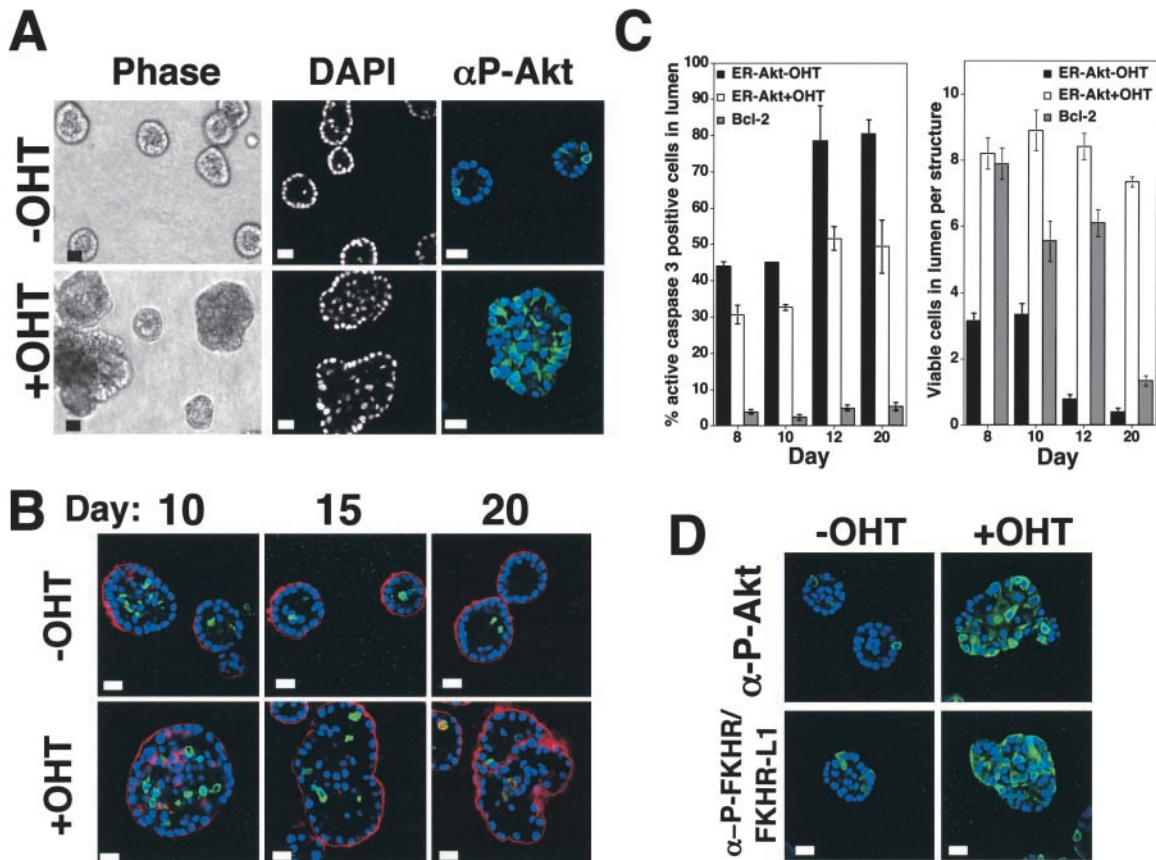 A
Phase DAPI αP-Akt
-OHT
+OHT
B
Day: 10 15 20
-OHT
+OHT
C
% active caspase 3 positive cells in lumen
100
90
80
70
60
50
40
30
20
10
0
ER-Akt-OHT
ER-Akt+OHT
Bcl-2
8 10 12 20
Day
Viable cells in lumen per structure
10
8
6
4
2
0
ER-Akt-OHT
ER-Akt+OHT
Bcl-2
8 10 12 20
Day
D
-OHT +OHT
α-P-Akt
α-P-FKHR/
FKHR-L1